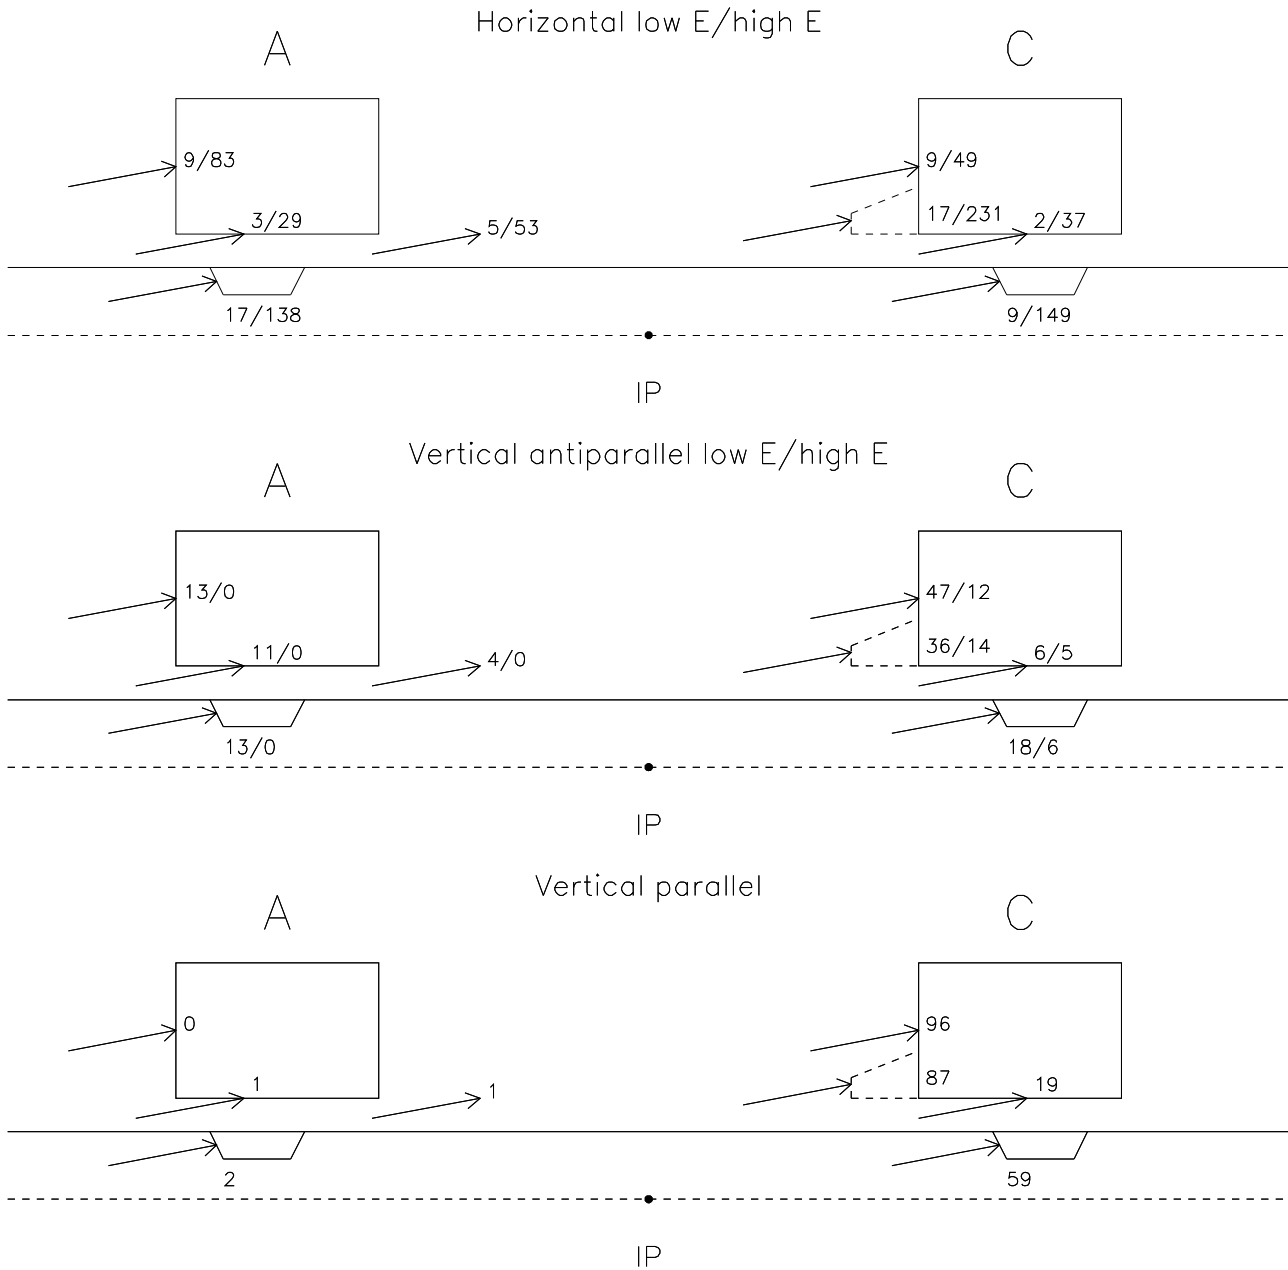 Horizontal low E/high E
A C
9/83 9/49
17/231
3/29 2/37
5/53
17/138 9/149
IP
Vertical antiparallel low E/high E
A C
13/0 47/12
36/14
11/0 6/5
4/0
13/0 18/6
IP
Vertical parallel
A C
0 96
87
1 19
1
2 59
IP